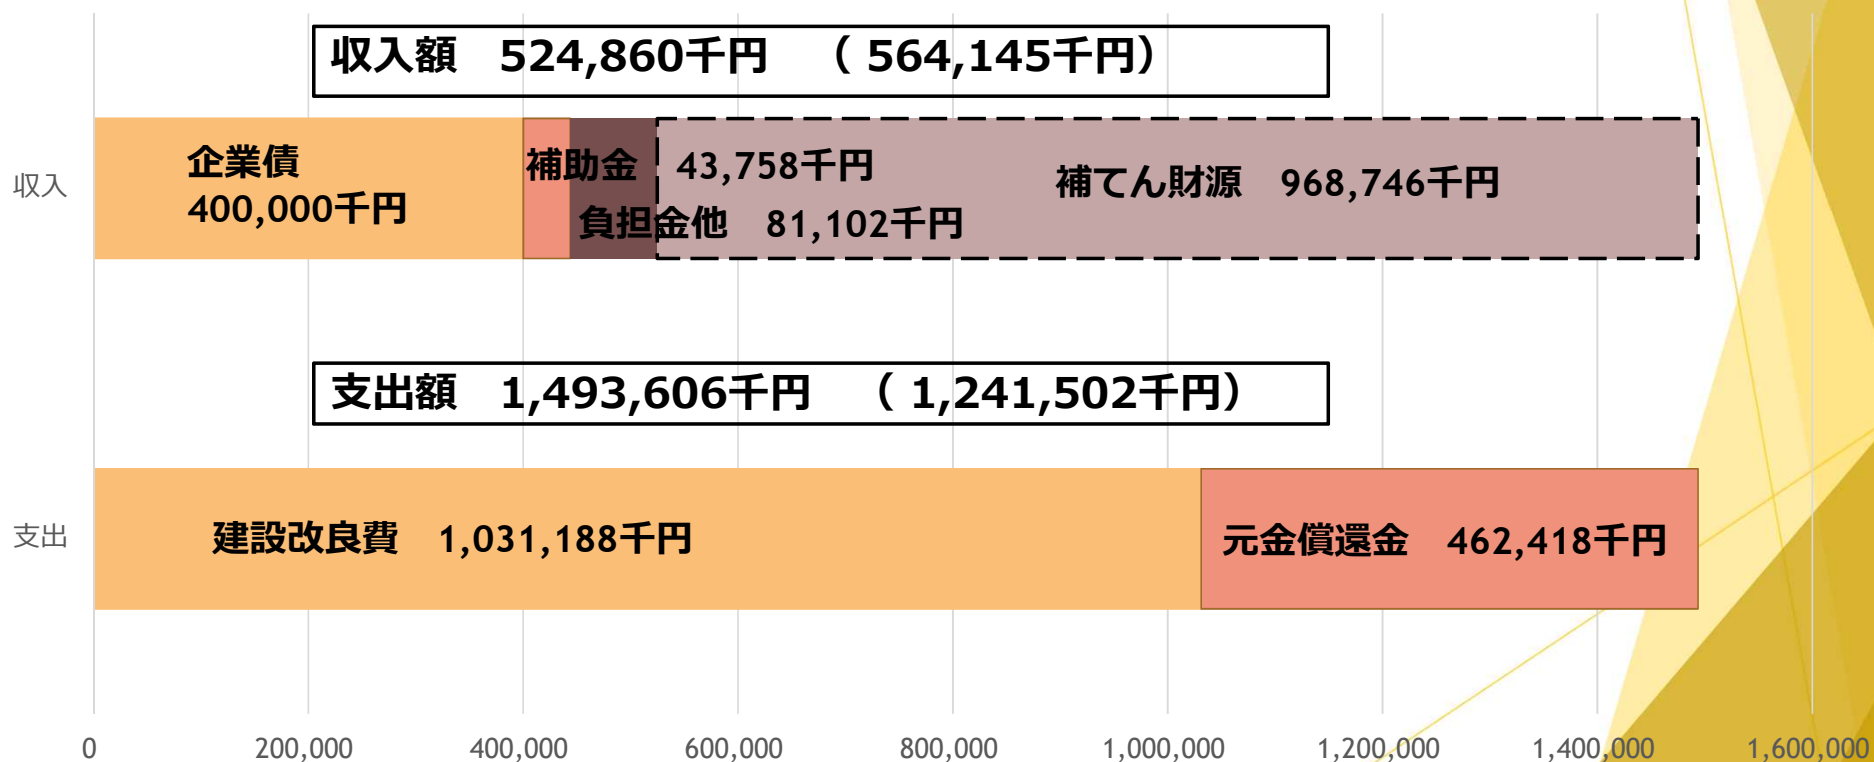 収入額　524,860千円　（ 564,145千円）
収入
企業債
400,000千円
補助金　43,758千円
負担金他　81,102千円
補てん財源　968,746千円
支出額　1,493,606千円　（ 1,241,502千円）
支出
建設改良費　1,031,188千円
元金償還金　462,418千円
0　200,000　400,000　600,000　800,000　1,000,000　1,200,000　1,400,000　1,600,000